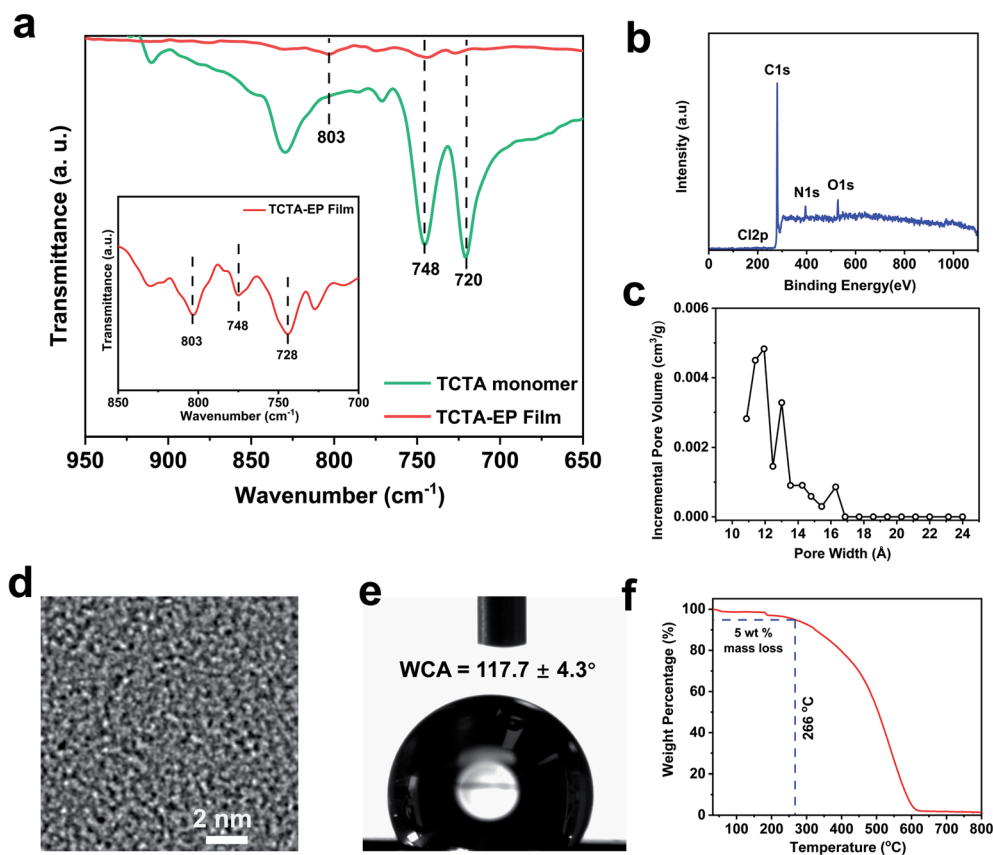 a
Transmittance (a. u.)
803
748
720
TCTA-EP Film
Transmittance (a.u.)
803
748
728
850
800
750
700
Wavenumber (cm⁻¹)
TCTA monomer
TCTA-EP Film
950
900
850
800
750
700
650
Wavenumber (cm⁻¹)
b
Intensity (a.u)
C1s
N1s
O1s
Cl2p
0
200
400
600
800
1000
Binding Energy(eV)
c
Incremental Pore Volume (cm³/g)
0.006
0.004
0.002
0.000
10
12
14
16
18
20
22
24
Pore Width (Å)
d
2 nm
e
WCA = 117.7 ± 4.3°
f
Weight Percentage (%)
100
80
60
40
20
0
5 wt %
mass loss
266 °C
100
200
300
400
500
600
700
800
Temperature (°C)